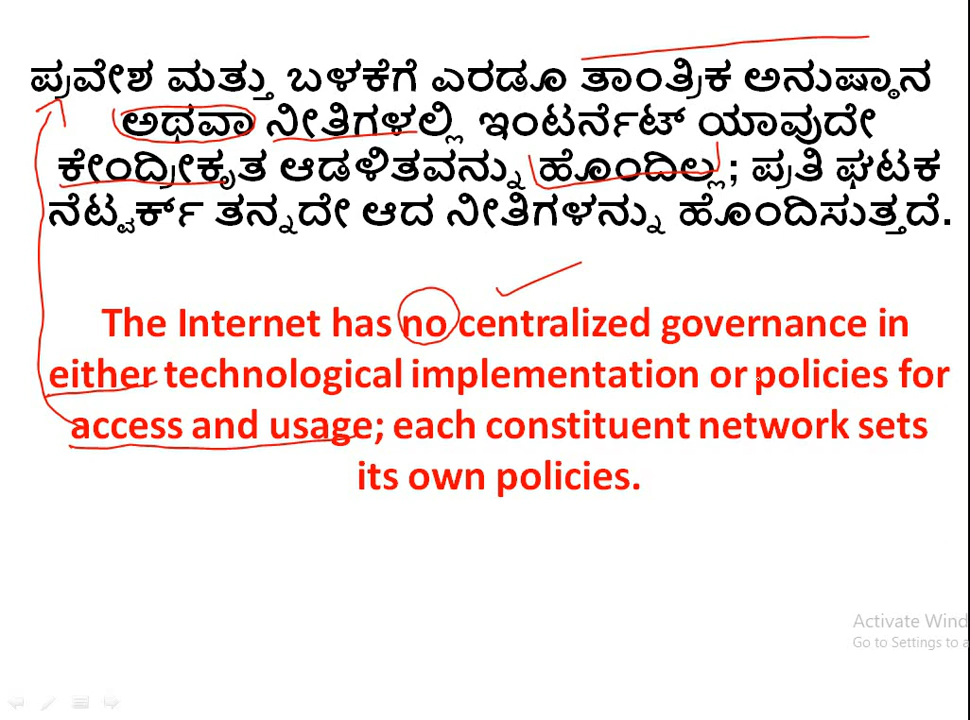 ಪ್ರವೇಶ ಮತ್ತು ಬಳಕೆಗೆ ಎರಡೂ ತಾಂತ್ರಿಕ ಅನುಷ್ಠಾನ
ಅಥವಾ ನೀತಿಗಳಲ್ಲಿ ಇಂಟರ್ನೆಟ್ ಯಾವುದೇ
ಕೇಂದ್ರೀಕೃತ ಆಡಳಿತವನ್ನು ಹೊಂದಿಲ್ಲ; ಪ್ರತಿ ಘಟಕ
ನೆಟ್ವರ್ಕ್ ತನ್ನದೇ ಆದ ನೀತಿಗಳನ್ನು ಹೊಂದಿಸುತ್ತದೆ.
The Internet has no centralized governance in
either technological implementation or policies for
access and usage; each constituent network sets
its own policies.
Activate Wind
Go to Settings to a